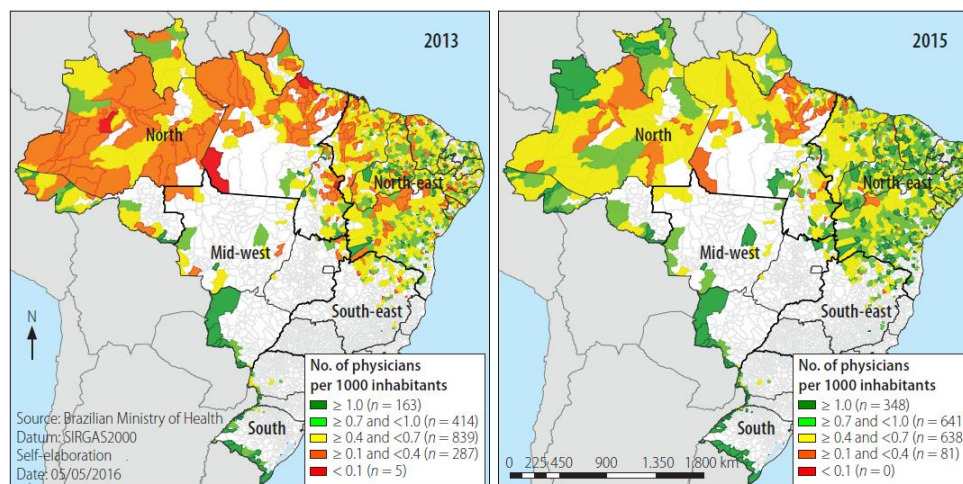 2013
North
North-east
Mid-west
South-east
N
South
No. of physicians
per 1000 inhabitants
≥ 1.0 (n = 163)
≥ 0.7 and <1.0 (n = 414)
≥ 0.4 and <0.7 (n = 839)
≥ 0.1 and <0.4 (n = 287)
< 0.1 (n = 5)
Source: Brazilian Ministry of Health
Datum: SIRGAS2000
Self-elaboration
Date: 05/05/2016
2015
North
North-east
Mid-west
South-east
South
No. of physicians
per 1000 inhabitants
≥ 1.0 (n = 348)
≥ 0.7 and <1.0 (n = 641)
≥ 0.4 and <0.7 (n = 638)
≥ 0.1 and <0.4 (n = 81)
< 0.1 (n = 0)
0 225 450 900 1.350 1:800 km